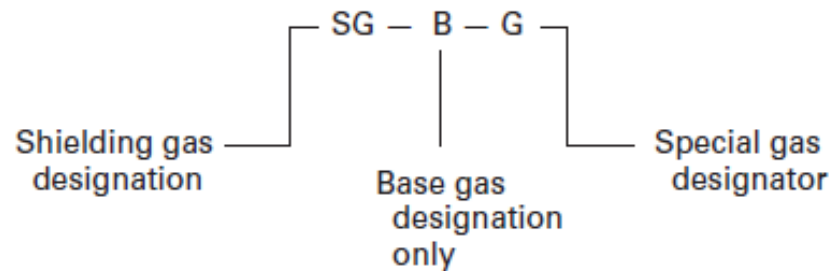 SG — B — G
Shielding gas
designation
Base gas
designation
only
Special gas
designator